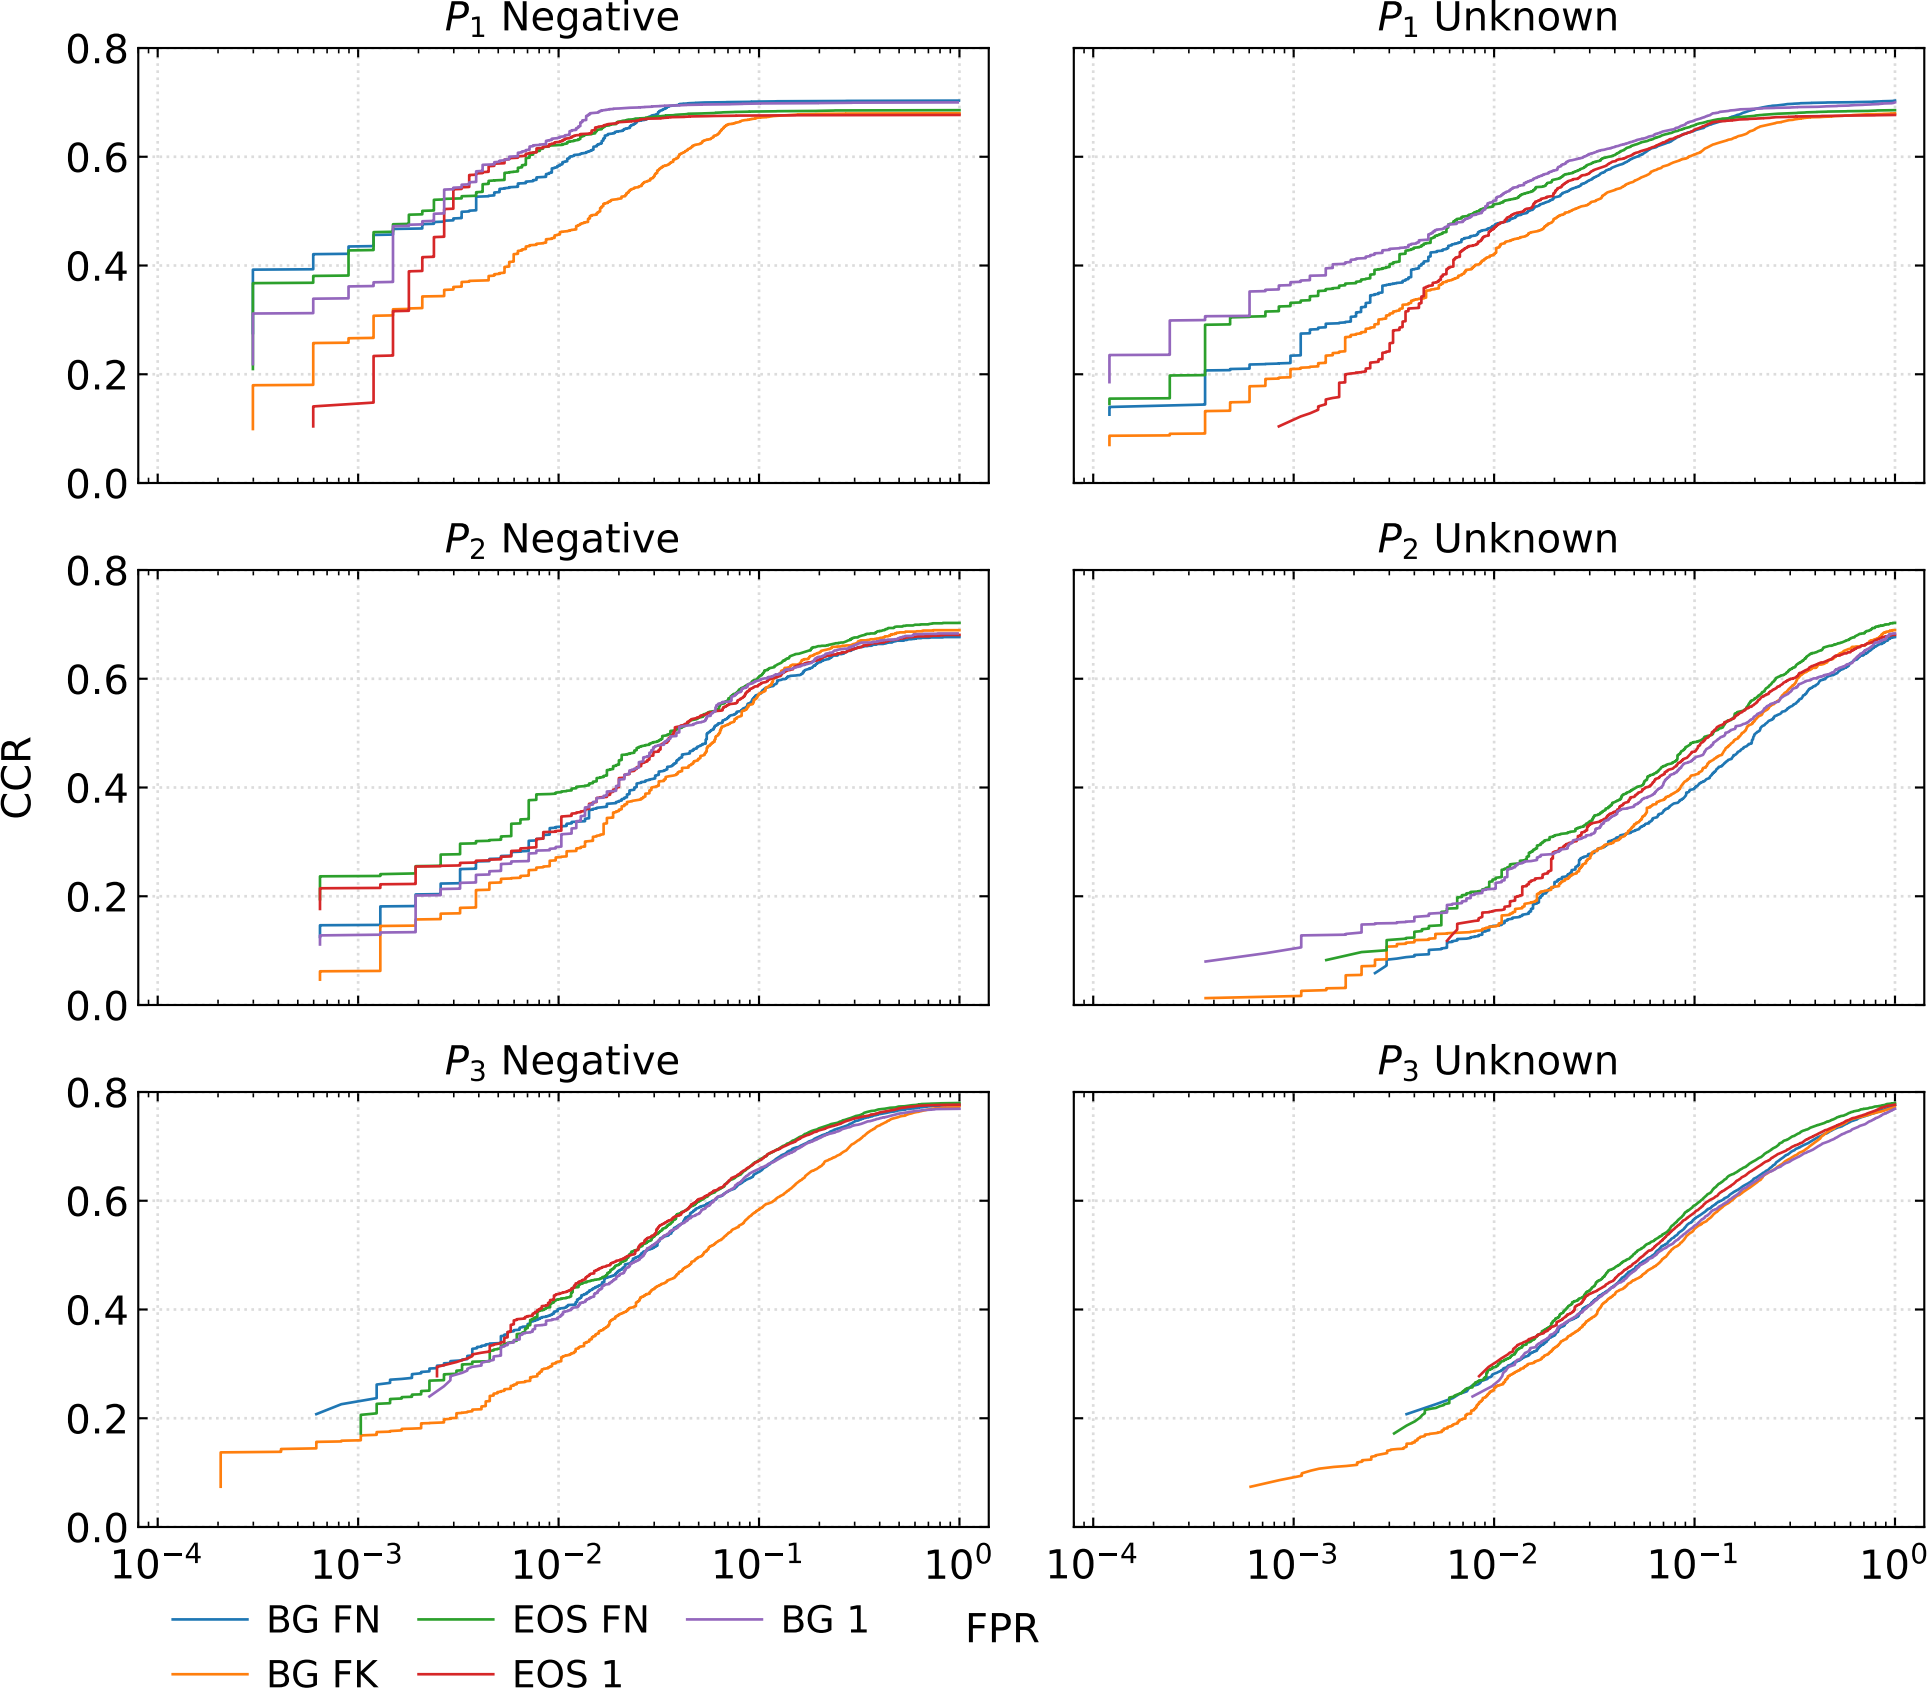 P₁ Negative
P₁ Unknown
0.8
0.6
0.4
0.2
0.0
P₂ Negative
P₂ Unknown
0.8
0.6
0.4
0.2
0.0
CCR
P₃ Negative
P₃ Unknown
0.8
0.6
0.4
0.2
0.0
10⁻⁴ 10⁻³ 10⁻² 10⁻¹ 10⁰
10⁻⁴ 10⁻³ 10⁻² 10⁻¹ 10⁰
BG FN EOS FN BG 1
FPR
BG FK EOS 1